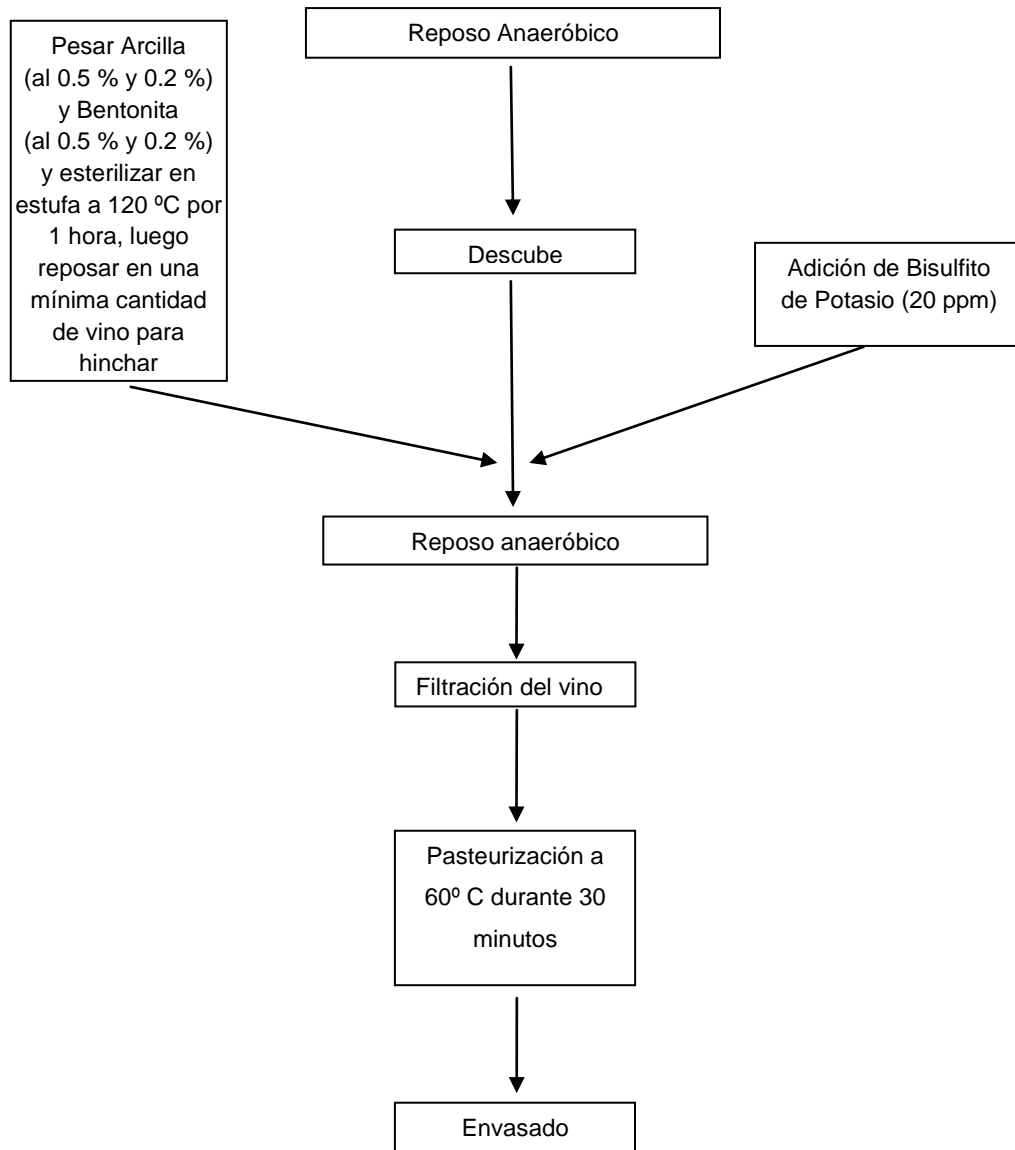 Reposo Anaeróbico
Pesar Arcilla
(al 0.5 % y 0.2 %)
y Bentonita
(al 0.5 % y 0.2 %)
y esterilizar en
estufa a 120 ºC por
1 hora, luego
reposar en una
mínima cantidad
de vino para
hinchar
Descube
Adición de Bisulfito
de Potasio (20 ppm)
Reposo anaeróbico
Filtración del vino
Pasteurización a
60º C durante 30
minutos
Envasado